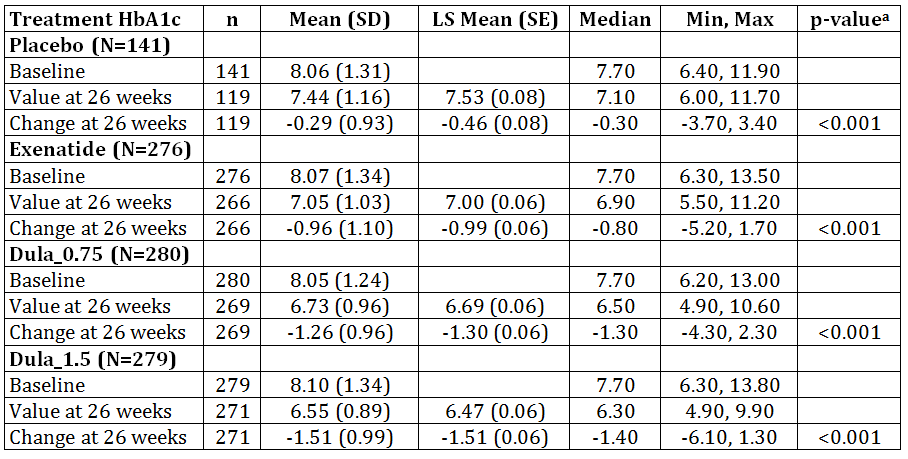 Treatment HbA1c n Mean (SD) LS Mean (SE) Median Min, Max p-valueᵃ
Placebo (N=141)
Baseline 141 8.06 (1.31) 7.70 6.40, 11.90
Value at 26 weeks 119 7.44 (1.16) 7.53 (0.08) 7.10 6.00, 11.70
Change at 26 weeks 119 -0.29 (0.93) -0.46 (0.08) -0.30 -3.70, 3.40 <0.001
Exenatide (N=276)
Baseline 276 8.07 (1.34) 7.70 6.30, 13.50
Value at 26 weeks 266 7.05 (1.03) 7.00 (0.06) 6.90 5.50, 11.20
Change at 26 weeks 266 -0.96 (1.10) -0.99 (0.06) -0.80 -5.20, 1.70 <0.001
Dula_0.75 (N=280)
Baseline 280 8.05 (1.24) 7.70 6.20, 13.00
Value at 26 weeks 269 6.73 (0.96) 6.69 (0.06) 6.50 4.90, 10.60
Change at 26 weeks 269 -1.26 (0.96) -1.30 (0.06) -1.30 -4.30, 2.30 <0.001
Dula_1.5 (N=279)
Baseline 279 8.10 (1.34) 7.70 6.30, 13.80
Value at 26 weeks 271 6.55 (0.89) 6.47 (0.06) 6.30 4.90, 9.90
Change at 26 weeks 271 -1.51 (0.99) -1.51 (0.06) -1.40 -6.10, 1.30 <0.001